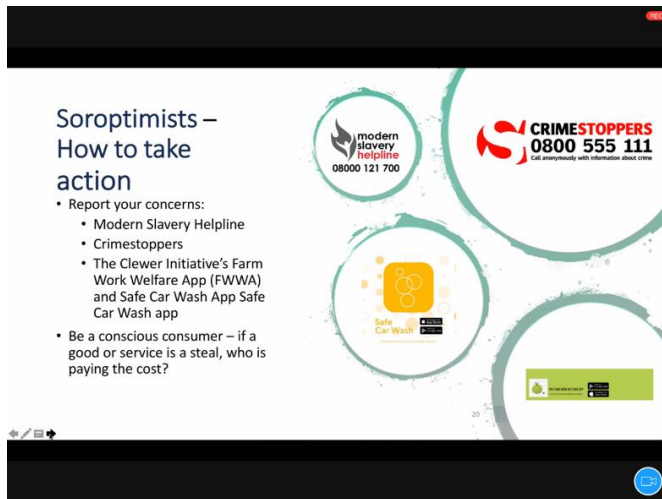 REC
Soroptimists –
How to take
action
• Report your concerns:
• Modern Slavery Helpline
• Crimestoppers
• The Clewer Initiative's Farm
Work Welfare App (FWWA)
and Safe Car Wash App Safe
Car Wash app
• Be a conscious consumer – if a
good or service is a steal, who is
paying the cost?
modern
slavery
helpline
08000 121 700
CRIMESTOPPERS
0800 555 111
Call anonymously with information about crime
Safe
Car Wash
App Store
20